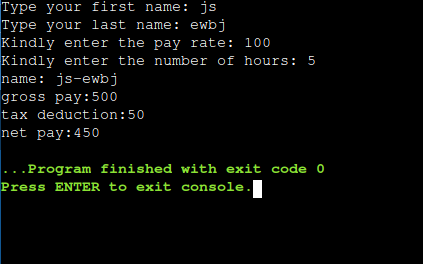 Type your first name: js
Type your last name: ewbj
Kindly enter the pay rate: 100
Kindly enter the number of hours: 5
name: js-ewbj
gross pay:500
tax deduction:50
net pay:450
...Program finished with exit code 0
Press ENTER to exit console.